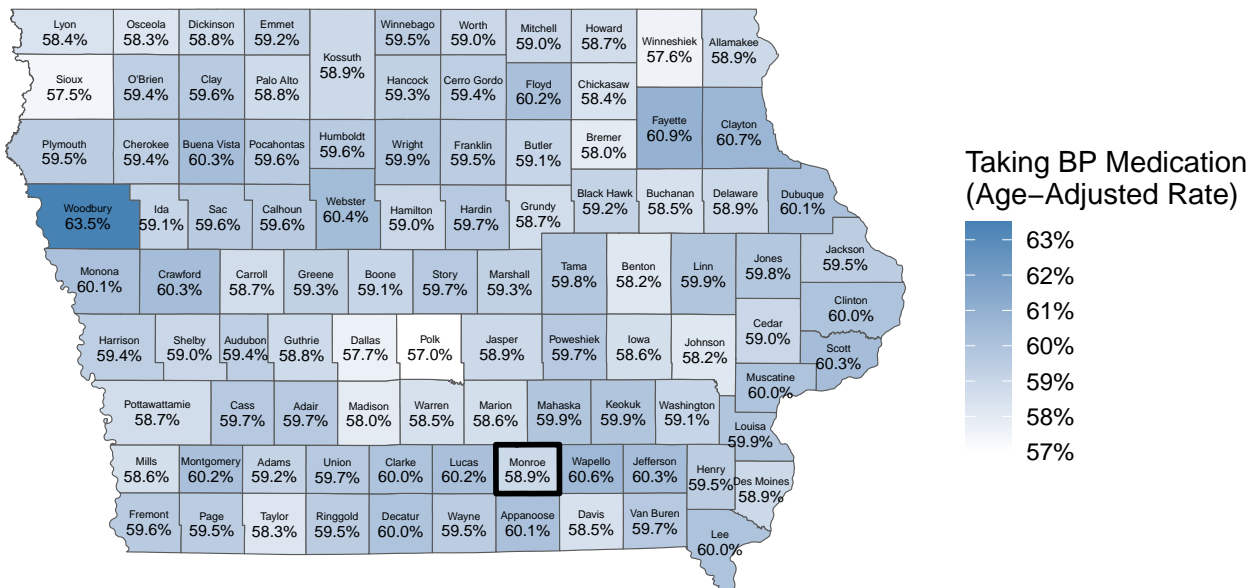 Lyon
58.4%
Osceola
58.3%
Dickinson
58.8%
Emmet
59.2%
Kossuth
58.9%
Winnebago
59.5%
Worth
59.0%
Mitchell
59.0%
Howard
58.7%
Winneshiek
57.6%
Allamakee
58.9%
Sioux
57.5%
O'Brien
59.4%
Clay
59.6%
Palo Alto
58.8%
Hancock
59.3%
Cerro Gordo
59.4%
Floyd
60.2%
Chickasaw
58.4%
Fayette
60.9%
Clayton
60.7%
Plymouth
59.5%
Cherokee
59.4%
Buena Vista
60.3%
Pocahontas
59.6%
Humboldt
59.6%
Wright
59.9%
Franklin
59.5%
Butler
59.1%
Bremer
58.0%
Woodbury
63.5%
Ida
59.1%
Sac
59.6%
Calhoun
59.6%
Webster
60.4%
Hamilton
59.0%
Hardin
59.7%
Grundy
58.7%
Black Hawk
59.2%
Buchanan
58.5%
Delaware
58.9%
Dubuque
60.1%
Monona
60.1%
Crawford
60.3%
Carroll
58.7%
Greene
59.3%
Boone
59.1%
Story
59.7%
Marshall
59.3%
Tama
59.8%
Benton
58.2%
Linn
59.9%
Jones
59.8%
Jackson
59.5%
Clinton
60.0%
Harrison
59.4%
Shelby
59.0%
Audubon
59.4%
Guthrie
58.8%
Dallas
57.7%
Polk
57.0%
Jasper
58.9%
Poweshiek
59.7%
Iowa
58.6%
Johnson
58.2%
Cedar
59.0%
Scott
60.3%
Muscatine
60.0%
Pottawattamie
58.7%
Cass
59.7%
Adair
59.7%
Madison
58.0%
Warren
58.5%
Marion
58.6%
Mahaska
59.9%
Keokuk
59.9%
Washington
59.1%
Louisa
59.9%
Mills
58.6%
Montgomery
60.2%
Adams
59.2%
Union
59.7%
Clarke
60.0%
Lucas
60.2%
Monroe
58.9%
Wapello
60.6%
Jefferson
60.3%
Henry
59.5%
Des Moines
58.9%
Fremont
59.6%
Page
59.5%
Taylor
58.3%
Ringgold
59.5%
Decatur
60.0%
Wayne
59.5%
Appanoose
60.1%
Davis
58.5%
Van Buren
59.7%
Lee
60.0%
Taking BP Medication
(Age−Adjusted Rate)
63%
62%
61%
60%
59%
58%
57%